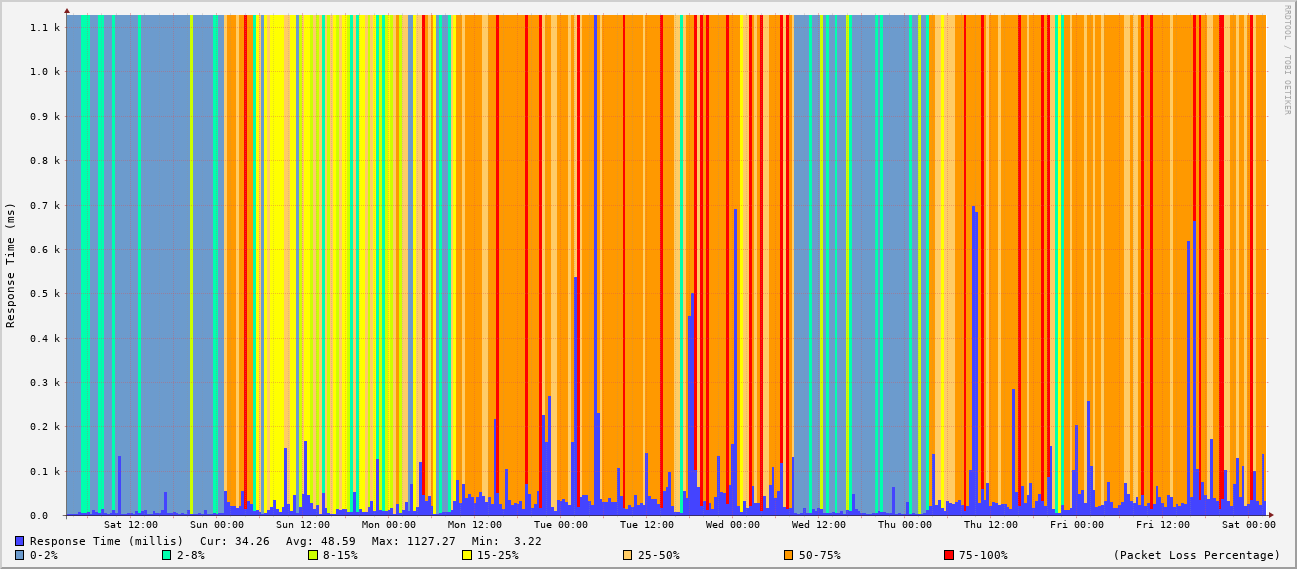 RRDTOOL / TOBI OETIKER
Response Time (ms)
1.1 k
1.0 k
0.9 k
0.8 k
0.7 k
0.6 k
0.5 k
0.4 k
0.3 k
0.2 k
0.1 k
0.0
Sat 12:00 Sun 00:00 Sun 12:00 Mon 00:00 Mon 12:00 Tue 00:00 Tue 12:00 Wed 00:00 Wed 12:00 Thu 00:00 Thu 12:00 Fri 00:00 Fri 12:00 Sat 00:00
Response Time (millis) Cur: 34.26 Avg: 48.59 Max: 1127.27 Min: 3.22
0-2% 2-8% 8-15% 15-25% 25-50% 50-75% 75-100% (Packet Loss Percentage)